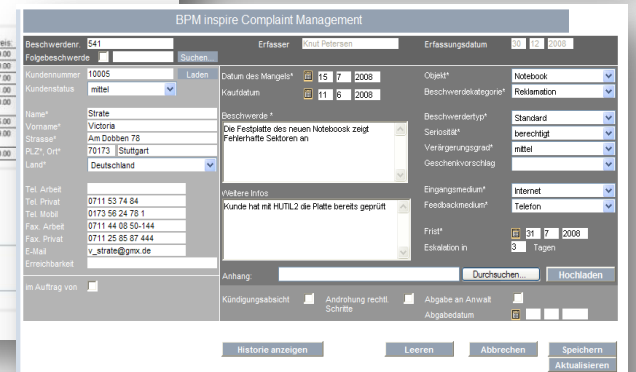 BPM inspire Complaint Management
Beschwerdenr. 541 Erfasser Knut Petersen Erfassungsdatum 30 12 2008
Folgebeschwerde Suchen...
Kundennummer 10005 Laden
Kundenstatus mittel
Name* Strate
Vorname* Victoria
Strasse* Am Dobben 78
PLZ*, Ort* 70173 Stuttgart
Land* Deutschland
Tel. Arbeit
Tel. Privat 0711 53 74 84
Tel. Mobil 0173 56 24 78 1
Fax. Arbeit 0711 44 08 50-144
Fax. Privat 0711 25 85 87 444
E-Mail v_strate@gmx.de
Erreichbarkeit
im Auftrag von
Datum des Mangels* 15 7 2008
Kaufdatum 11 6 2008
Beschwerde *
Die Festplatte des neuen Noteboosk zeigt
Fehlerhafte Sektoren an
Weitere Infos
Kunde hat mit HUTIL2 die Platte bereits geprüft
Objekt* Notebook
Beschwerdekategorie* Reklamation
Beschwerdetyp* Standard
Seriosität* berechtigt
Verärgerungsgrad* mittel
Geschenkvorschlag
Eingangsmedium* Internet
Feedbackmedium* Telefon
Frist* 31 7 2008
Eskalation in 3 Tagen
Anhang: Durchsuchen... Hochladen
Kündigungsabsicht Androhung rechtl. Schritte Abgabe an Anwalt
Abgabedatum
Historie anzeigen Leeren Abbrechen Speichern
Aktualisieren